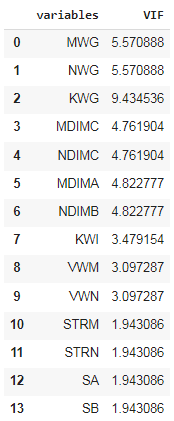 variables VIF
0 MWG 5.570888
1 NWG 5.570888
2 KWG 9.434536
3 MDIMC 4.761904
4 NDIMC 4.761904
5 MDIMA 4.822777
6 NDIMB 4.822777
7 KWI 3.479154
8 VWM 3.097287
9 VWN 3.097287
10 STRM 1.943086
11 STRN 1.943086
12 SA 1.943086
13 SB 1.943086